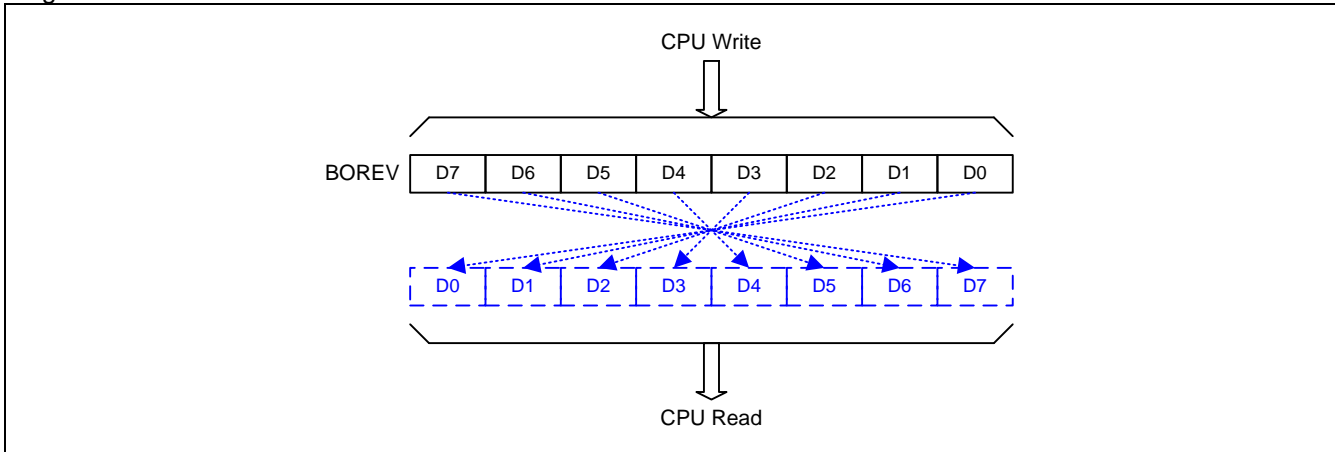 CPU Write
BOREV D7 D6 D5 D4 D3 D2 D1 D0
D0 D1 D2 D3 D4 D5 D6 D7
CPU Read